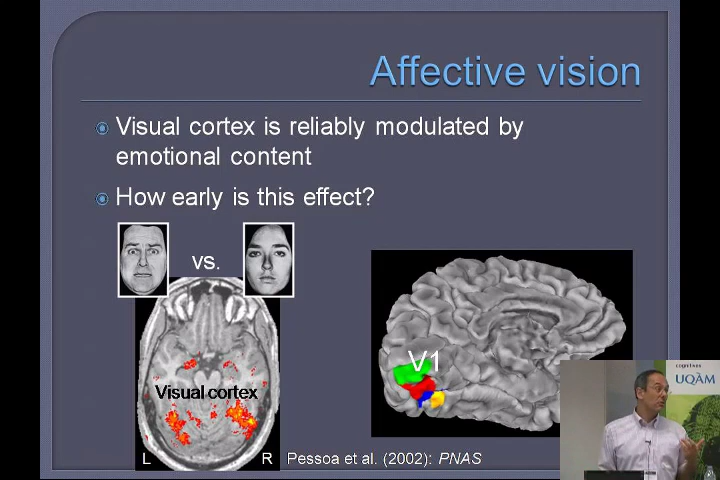 Affective vision
Visual cortex is reliably modulated by
emotional content
How early is this effect?
vs.
V1
cognitives
UQÀM
Visual cortex
L
R
Pessoa et al. (2002): PNAS